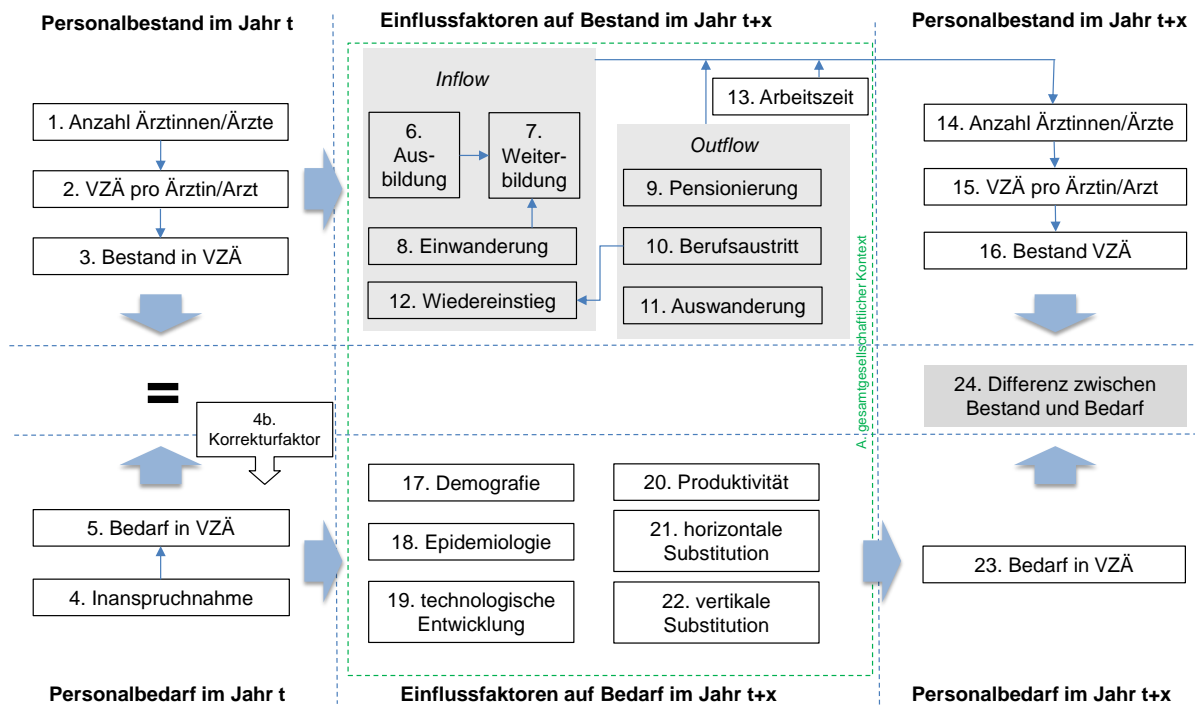 Personalbestand im Jahr t
Einflussfaktoren auf Bestand im Jahr t+x
Personalbestand im Jahr t+x
1. Anzahl Ärztinnen/Ärzte
2. VZÄ pro Ärztin/Arzt
3. Bestand in VZÄ
Inflow
6.
Aus-
bildung
7.
Weiter-
bildung
8. Einwanderung
12. Wiedereinstieg
13. Arbeitszeit
Outflow
9. Pensionierung
10. Berufsaustritt
11. Auswanderung
A. gesamtgesellschaftlicher Kontext
14. Anzahl Ärztinnen/Ärzte
15. VZÄ pro Ärztin/Arzt
16. Bestand VZÄ
=
4b.
Korrekturfaktor
24. Differenz zwischen
Bestand und Bedarf
5. Bedarf in VZÄ
4. Inanspruchnahme
17. Demografie
18. Epidemiologie
19. technologische
Entwicklung
20. Produktivität
21. horizontale
Substitution
22. vertikale
Substitution
23. Bedarf in VZÄ
Personalbedarf im Jahr t
Einflussfaktoren auf Bedarf im Jahr t+x
Personalbedarf im Jahr t+x